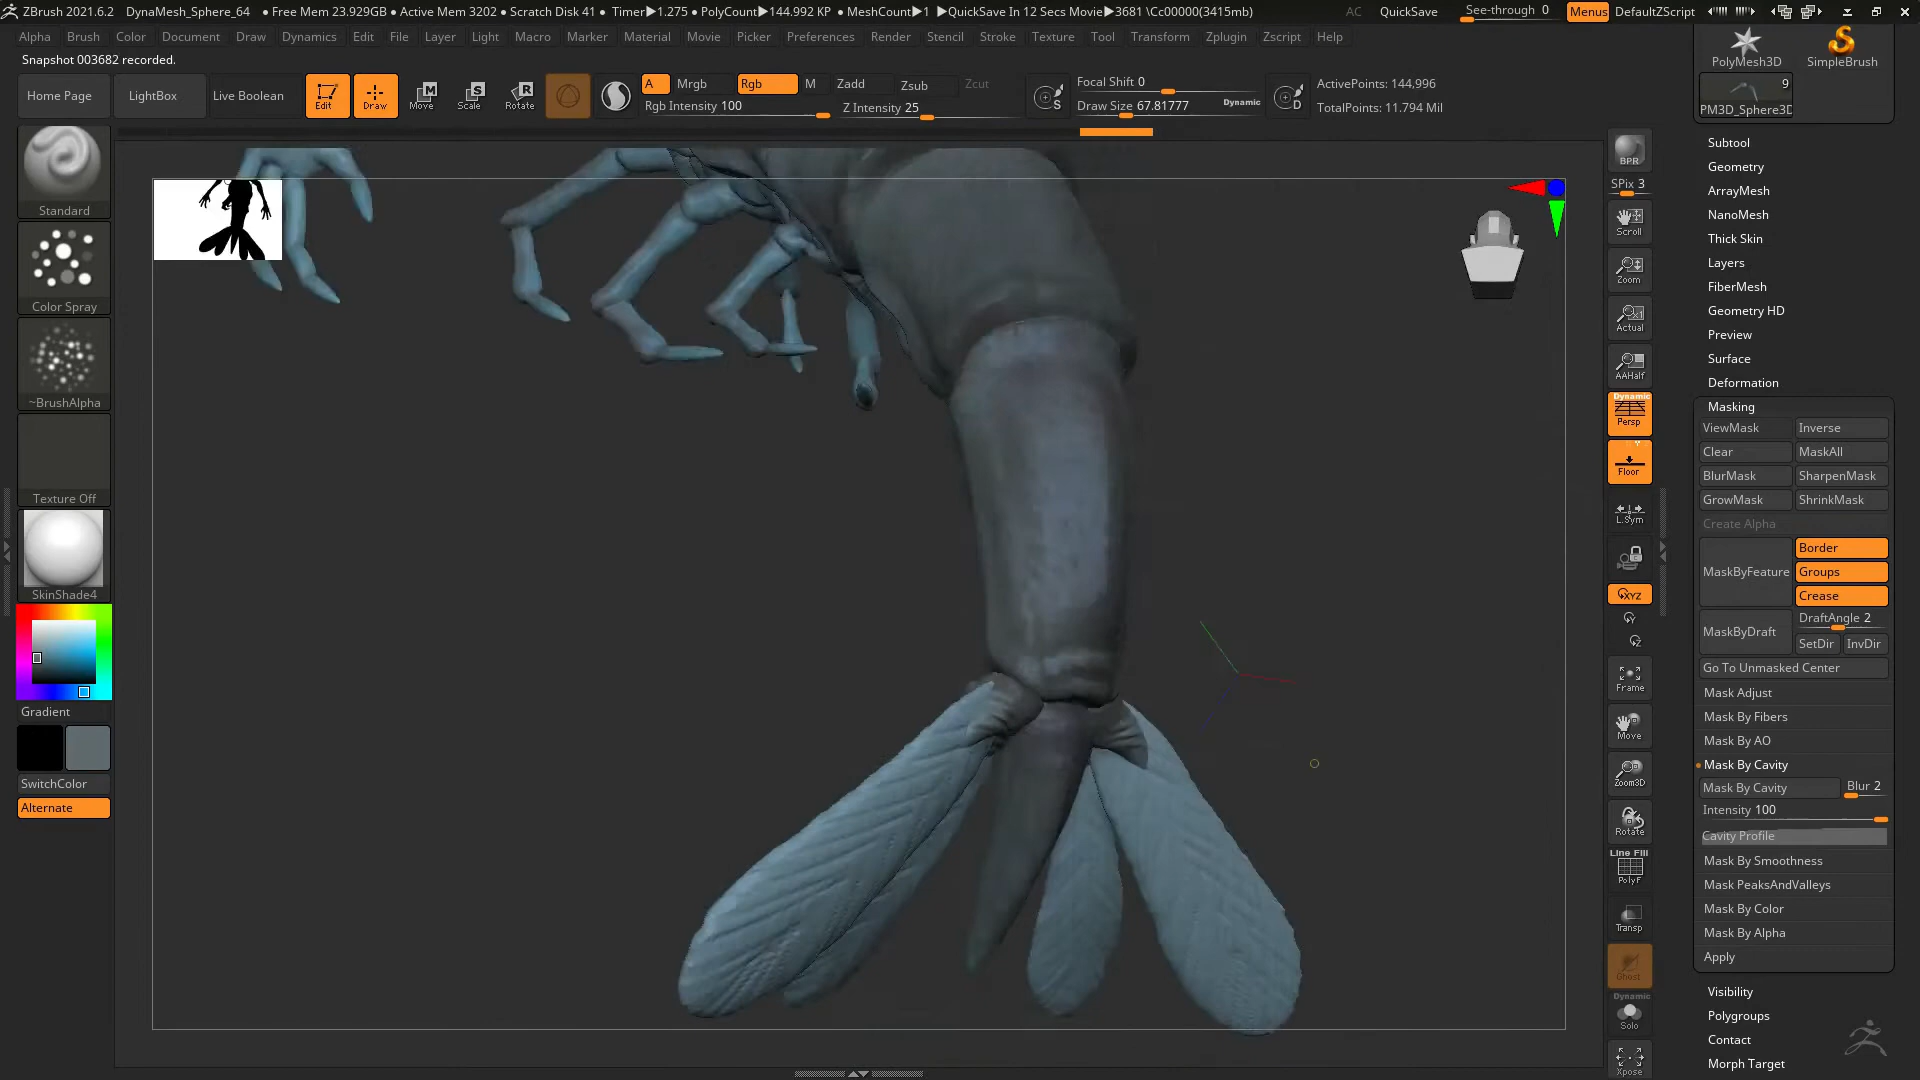 ZBrush 2021.6.2 DynaMesh_Sphere_64 ● Free Mem 23.929GB ● Active Mem 3202 ● Scratch Disk 41 ● Timer▶1.275 ● PolyCount▶144.992 KP ● MeshCount▶1 ▶QuickSave In 12 Secs Movie▶3681 \Cc00000(3415mb) AC QuickSave See-through 0 Menus DefaultZScript
Alpha Brush Color Document Draw Dynamics Edit File Layer Light Macro Marker Material Movie Picker Preferences Render Stencil Stroke Texture Tool Transform Zplugin Zscript Help
Snapshot 003682 recorded.
Home Page LightBox Live Boolean Edit Draw Move Scale Rotate
A Mrgb Rgb M Zadd Zsub Zcut
Rgb Intensity 100 Z Intensity 25
Focal Shift 0
Draw Size 67.81777 Dynamic
S D
ActivePoints: 144,996
TotalPoints: 11.794 Mil
Standard
Color Spray
~BrushAlpha
Texture Off
SkinShade4
Gradient
SwitchColor
Alternate
BPR
SPix 3
Scroll
Zoom
Actual
AAHalf
Dynamic
Persp
Floor
L.Sym
XYZ
Frame
Move
Zoom3D
Rotate
Line Fill
PolyF
Transp
Ghost
Dynamic
Solo
Xpose
PolyMesh3D SimpleBrush
9
PM3D_Sphere3D
Subtool
Geometry
ArrayMesh
NanoMesh
Thick Skin
Layers
FiberMesh
Geometry HD
Preview
Surface
Deformation
Masking
ViewMask Inverse
Clear MaskAll
BlurMask SharpenMask
GrowMask ShrinkMask
Create Alpha
MaskByFeature Border
Groups
Crease
MaskByDraft DraftAngle 2
SetDir InvDir
Go To Unmasked Center
Mask Adjust
Mask By Fibers
Mask By AO
Mask By Cavity
Mask By Cavity Blur 2
Intensity 100
Cavity Profile
Mask By Smoothness
Mask PeaksAndValleys
Mask By Color
Mask By Alpha
Apply
Visibility
Polygroups
Contact
Morph Target